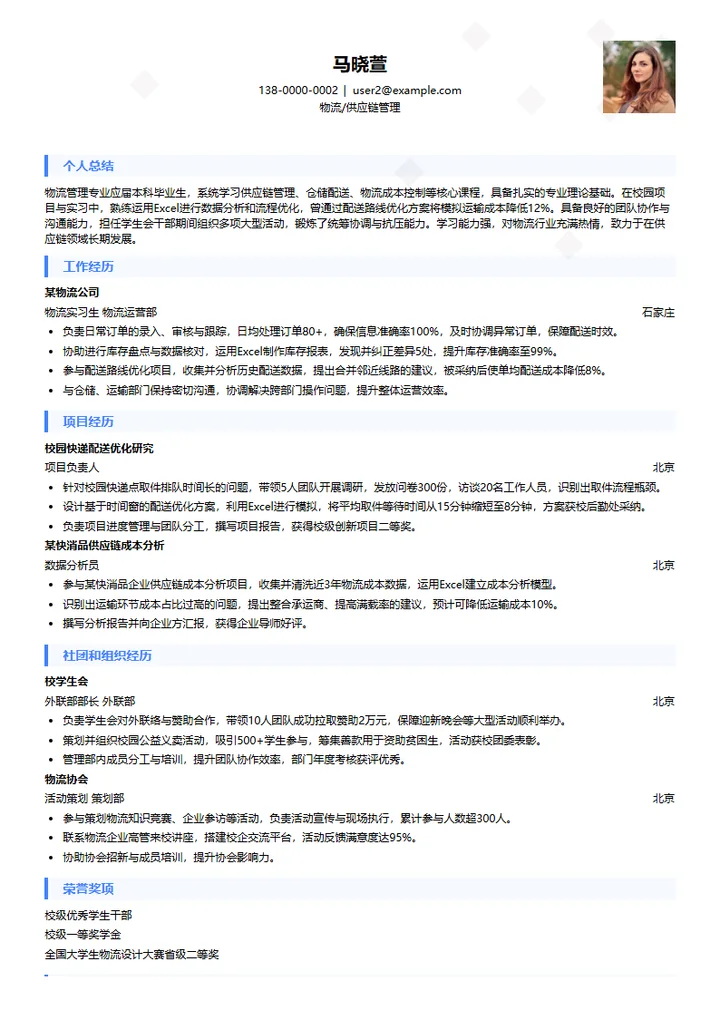 马晓萱
138-0000-0002 | user2@example.com
物流/供应链管理
个人总结
物流管理专业应届本科毕业生，系统学习供应链管理、仓储配送、物流成本控制等核心课程，具备扎实的专业理论基础。在校园项
目与实习中，熟练运用Excel进行数据分析和流程优化，曾通过配送路线优化方案将模拟运输成本降低12%。具备良好的团队协作与
沟通能力，担任学生会干部期间组织多项大型活动，锻炼了统筹协调与抗压能力。学习能力强，对物流行业充满热情，致力于在供
应链领域长期发展。
工作经历
某物流公司
物流实习生 物流运营部 石家庄
• 负责日常订单的录入、审核与跟踪，日均处理订单80+，确保信息准确率100%，及时协调异常订单，保障配送时效。
• 协助进行库存盘点与数据核对，运用Excel制作库存报表，发现并纠正差异5处，提升库存准确率至99%。
• 参与配送路线优化项目，收集并分析历史配送数据，提出合并邻近线路的建议，被采纳后使单均配送成本降低8%。
• 与仓储、运输部门保持密切沟通，协调解决跨部门操作问题，提升整体运营效率。
项目经历
校园快递配送优化研究
项目负责人 北京
• 针对校园快递点取件排队时间长的问题，带领5人团队开展调研，发放问卷300份，访谈20名工作人员，识别出取件流程瓶颈。
• 设计基于时间窗的配送优化方案，利用Excel进行模拟，将平均取件等待时间从15分钟缩短至8分钟，方案获校后勤处采纳。
• 负责项目进度管理与团队分工，撰写项目报告，获得校级创新项目二等奖。
某快消品供应链成本分析
数据分析员 北京
• 参与某快消品企业供应链成本分析项目，收集并清洗近3年物流成本数据，运用Excel建立成本分析模型。
• 识别出运输环节成本占比过高的问题，提出整合承运商、提高满载率的建议，预计可降低运输成本10%。
• 撰写分析报告并向企业方汇报，获得企业导师好评。
社团和组织经历
校学生会
外联部部长 外联部 北京
• 负责学生会对外联络与赞助合作，带领10人团队成功拉取赞助2万元，保障迎新晚会等大型活动顺利举办。
• 策划并组织校园公益义卖活动，吸引500+学生参与，筹集善款用于资助贫困生，活动获校团委表彰。
• 管理部内成员分工与培训，提升团队协作效率，部门年度考核获评优秀。
物流协会
活动策划 策划部 北京
• 参与策划物流知识竞赛、企业参访等活动，负责活动宣传与现场执行，累计参与人数超300人。
• 联系物流企业高管来校讲座，搭建校企交流平台，活动反馈满意度达95%。
• 协助协会招新与成员培训，提升协会影响力。
荣誉奖项
校级优秀学生干部
校级一等奖学金
全国大学生物流设计大赛省级二等奖